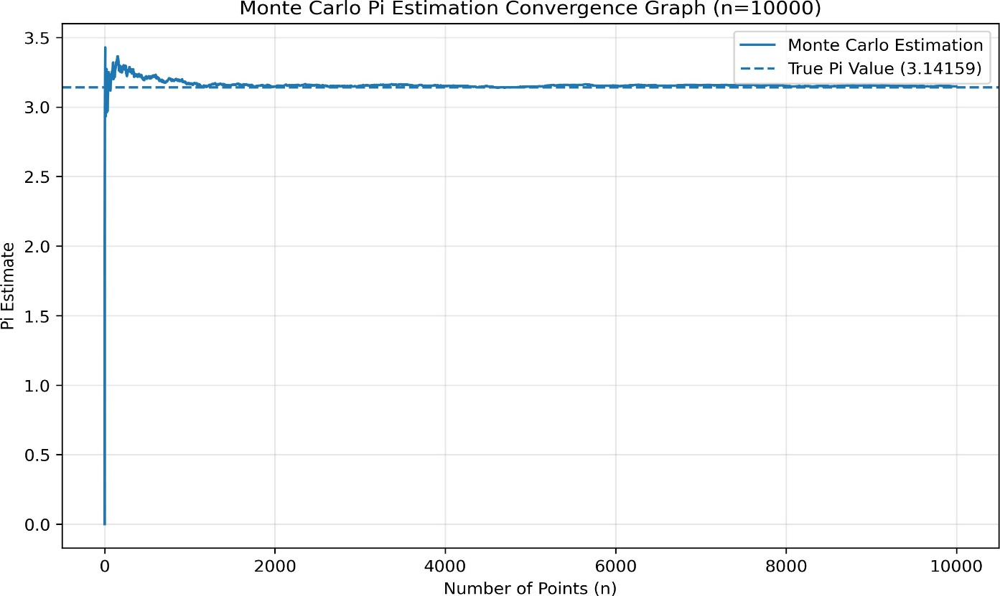 Monte Carlo Pi Estimation Convergence Graph (n=10000)
Monte Carlo Estimation
True Pi Value (3.14159)
Pi Estimate
3.5
3.0
2.5
2.0
1.5
1.0
0.5
0.0
0 2000 4000 6000 8000 10000
Number of Points (n)